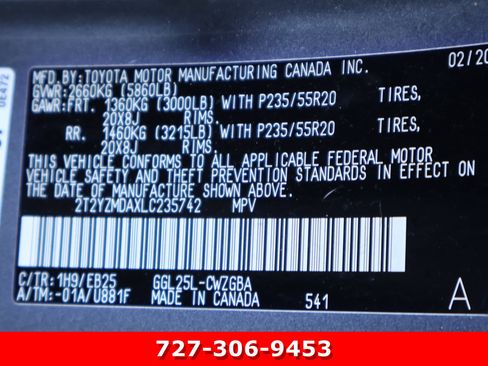 MFD.BY:TOYOTA MOTOR MANUFACTURING CANADA INC. 02/20
GVWR:2660KG (5860LB)
GAWR:FRT. 1360KG (3000LB) WITH P235/55R20 TIRES,
20X8J RIMS.
RR. 1460KG (3215LB) WITH P235/55R20 TIRES,
20X8J RIMS.
THIS VEHICLE CONFORMS TO ALL APPLICABLE FEDERAL MOTOR
VEHICLE SAFETY AND THEFT PREVENTION STANDARDS IN EFFECT ON
THE DATE OF MANUFACTURE SHOWN ABOVE.
2T2YZMDAXLC235742 MPV
C/TR:1H9/EB25 GGL25L-CWZGBA
A/TM:-01A/U881F MADE IN CANADA 541 A
0E472
727-306-9453